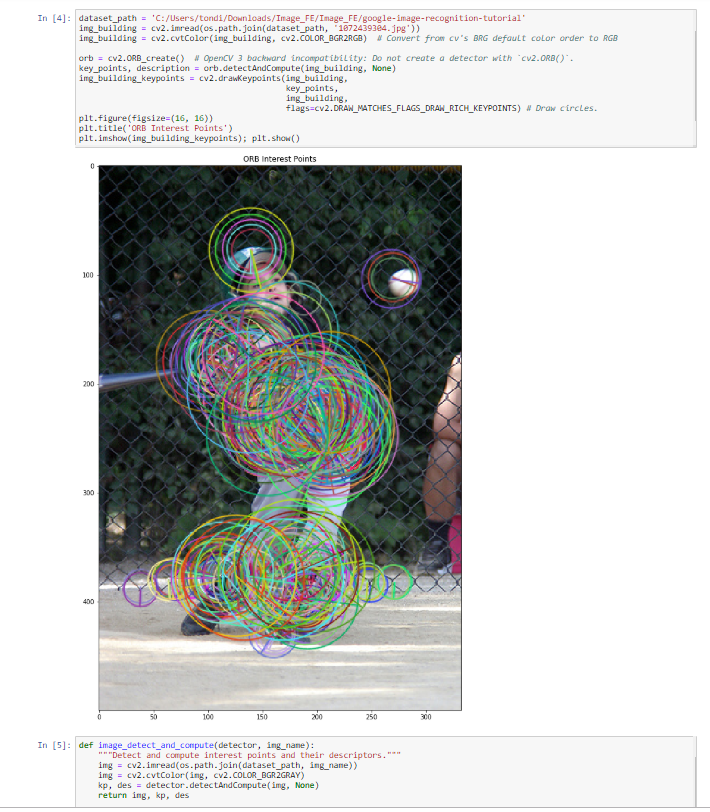 In [4]:
dataset_path = 'C:/Users/tondi/Downloads/Image_FE/Image_FE/google-image-recognition-tutorial'
img_building = cv2.imread(os.path.join(dataset_path, '1072439304.jpg'))
img_building = cv2.cvtColor(img_building, cv2.COLOR_BGR2RGB)  # Convert from cv's BRG default color order to RGB
orb = cv2.ORB_create()  # OpenCV 3 backward incompatibility: Do not create a detector with `cv2.ORB()`.
key_points, description = orb.detectAndCompute(img_building, None)
img_building_keypoints = cv2.drawKeypoints(img_building,
key_points,
img_building,
flags=cv2.DRAW_MATCHES_FLAGS_DRAW_RICH_KEYPOINTS) # Draw circles.
plt.figure(figsize=(16, 16))
plt.title('ORB Interest Points')
plt.imshow(img_building_keypoints); plt.show()
ORB Interest Points
0
100
200
300
400
0 50 100 150 200 250 300
In [5]:
def image_detect_and_compute(detector, img_name):
"""Detect and compute interest points and their descriptors."""
img = cv2.imread(os.path.join(dataset_path, img_name))
img = cv2.cvtColor(img, cv2.COLOR_BGR2GRAY)
kp, des = detector.detectAndCompute(img, None)
return img, kp, des